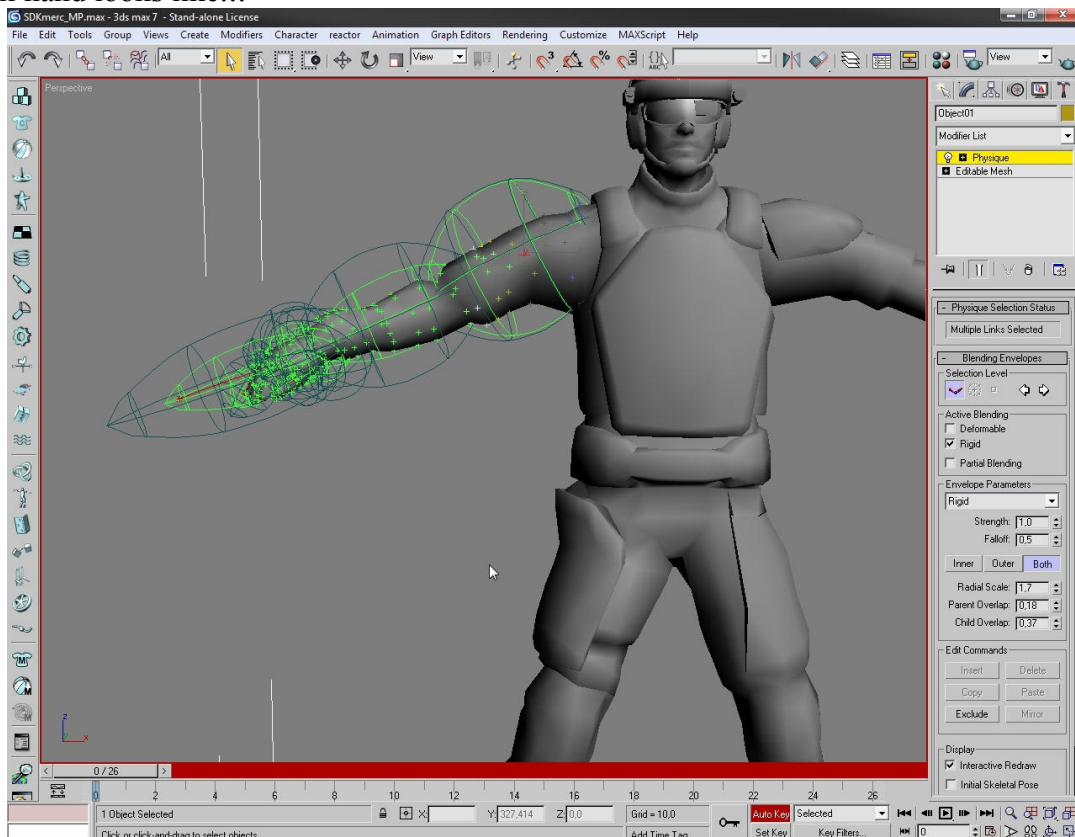 SDKmerc_MP.max - 3ds max 7 - Stand-alone License
File Edit Tools Group Views Create Modifiers Character reactor Animation Graph Editors Rendering Customize MAXScript Help
All View View
Perspective
Object01
Modifier List
Physique
Editable Mesh
- Physique Selection Status
Multiple Links Selected
- Blending Envelopes
Selection Level
Active Blending
Deformable
Rigid
Partial Blending
Envelope Parameters
Rigid
Strength: 1,0
Falloff: 0,5
Inner Outer Both
Radial Scale: 1,7
Parent Overlap: 0,18
Child Overlap: 0,37
Edit Commands
Insert Delete
Copy Paste
Exclude Mirror
Display
Interactive Redraw
Initial Skeletal Pose
z
x
< 0 / 26 >
0 2 4 6 8 10 12 14 16 18 20 22 24 26
1 Object Selected X: Y: 327,414 Z: 0,0 Grid = 10,0 Auto Key Selected
Click or click-and-drag to select objects Add Time Tag Set Key Key Filters... 0